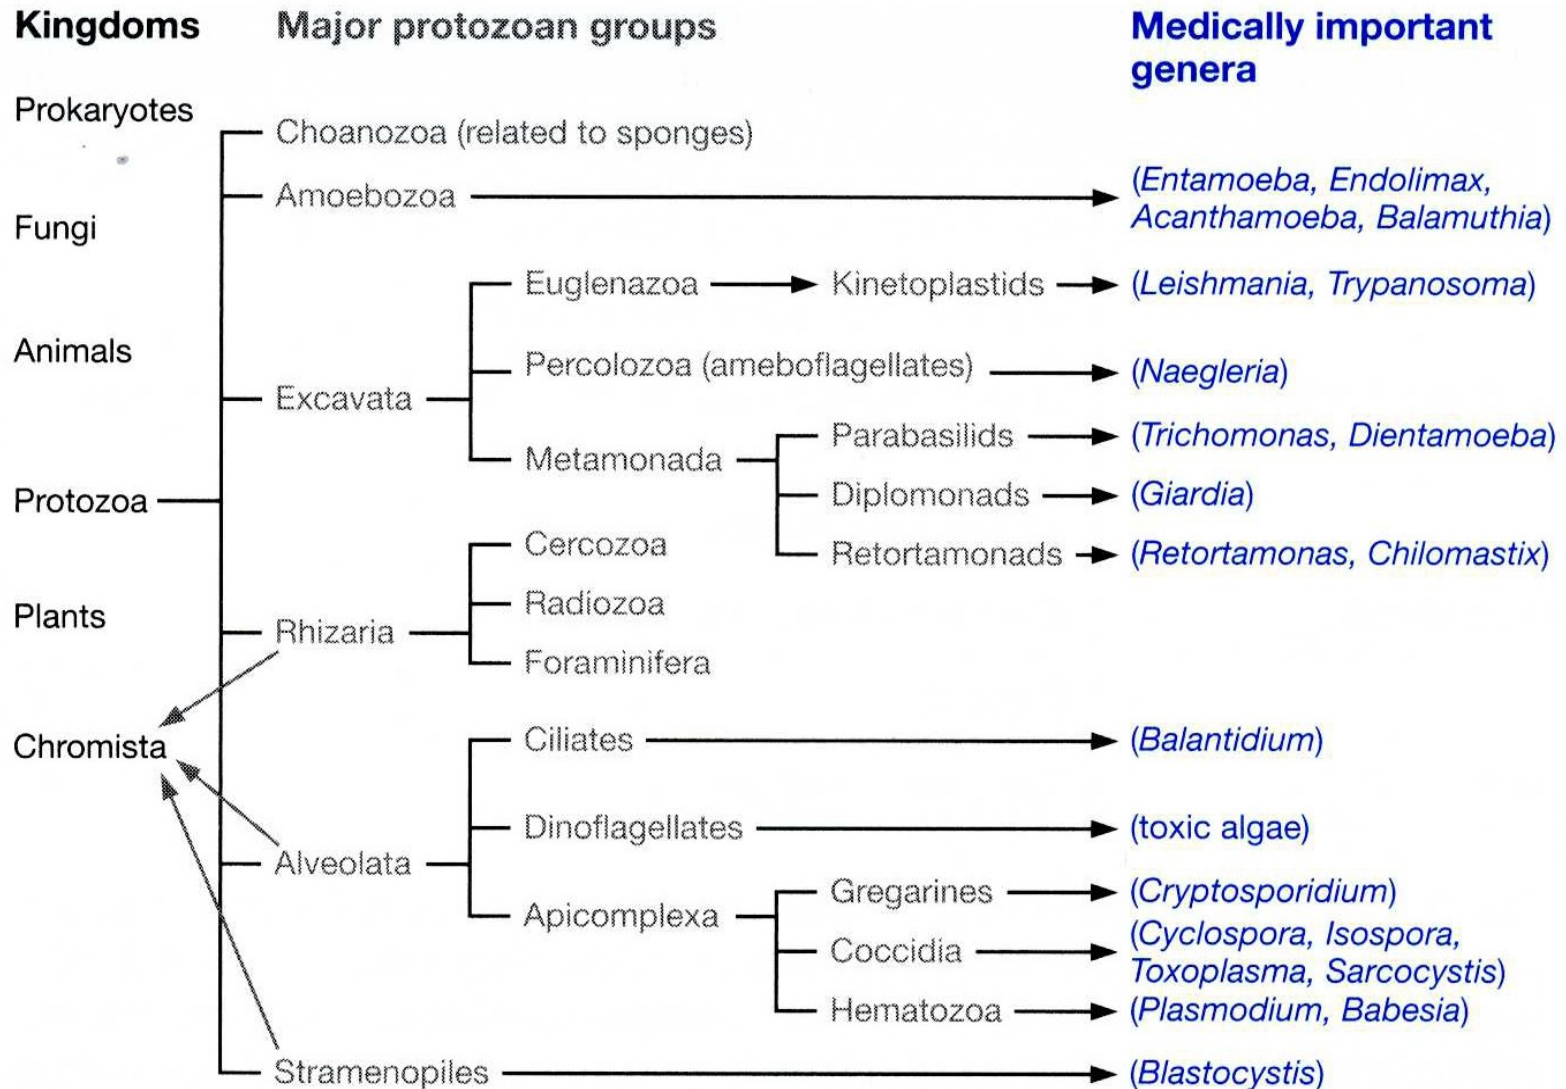 Kingdoms Major protozoan groups Medically important
genera
Prokaryotes
Choanozoa (related to sponges)
Amoebozoa (Entamoeba, Endolimax,
Acanthamoeba, Balamuthia)
Fungi
Euglenazoa Kinetoplastids (Leishmania, Trypanosoma)
Animals
Percolozoa (ameboflagellates) (Naegleria)
Excavata
Parabasilids (Trichomonas, Dientamoeba)
Metamonada
Diplomonads (Giardia)
Protozoa
Cercozoa
Retortamonads (Retortamonas, Chilomastix)
Radiozoa
Plants
Rhizaria
Foraminifera
Chromista
Ciliates (Balantidium)
Dinoflagellates (toxic algae)
Alveolata
Gregarines (Cryptosporidium)
Apicomplexa
Coccidia (Cyclospora, Isospora,
Toxoplasma, Sarcocystis)
Hematozoa (Plasmodium, Babesia)
Stramenopiles (Blastocystis)